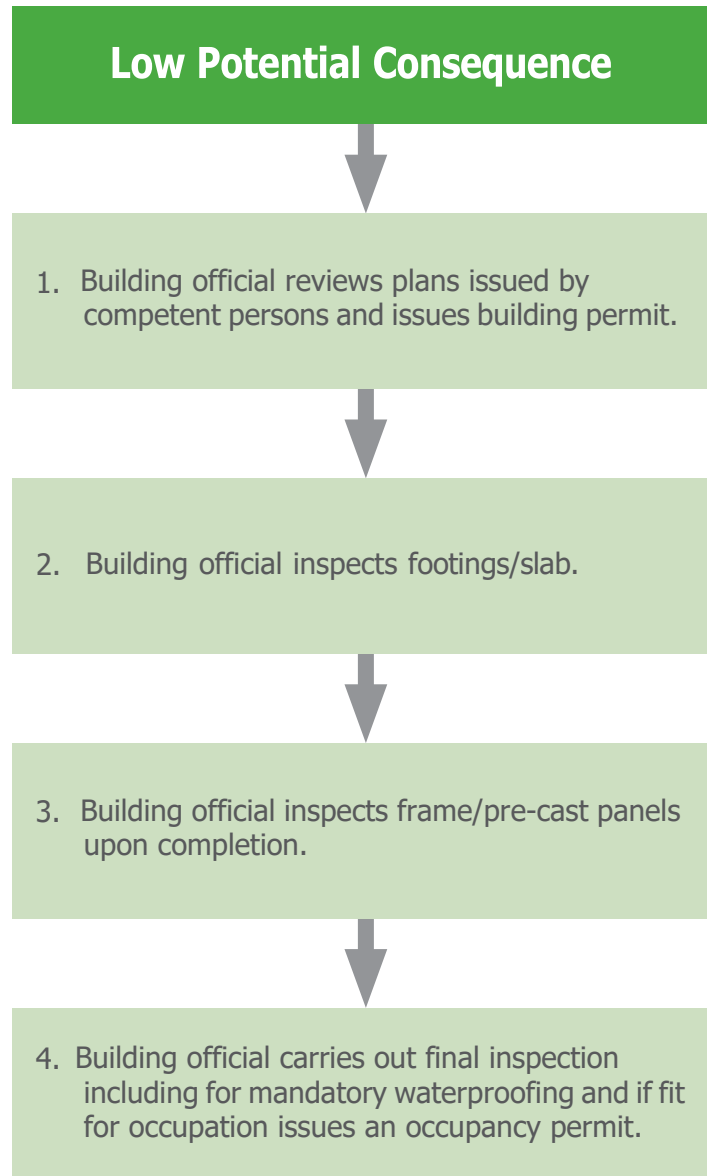 Low Potential Consequence
1. Building official reviews plans issued by
competent persons and issues building permit.
2. Building official inspects footings/slab.
3. Building official inspects frame/pre-cast panels
upon completion.
4. Building official carries out final inspection
including for mandatory waterproofing and if fit
for occupation issues an occupancy permit.